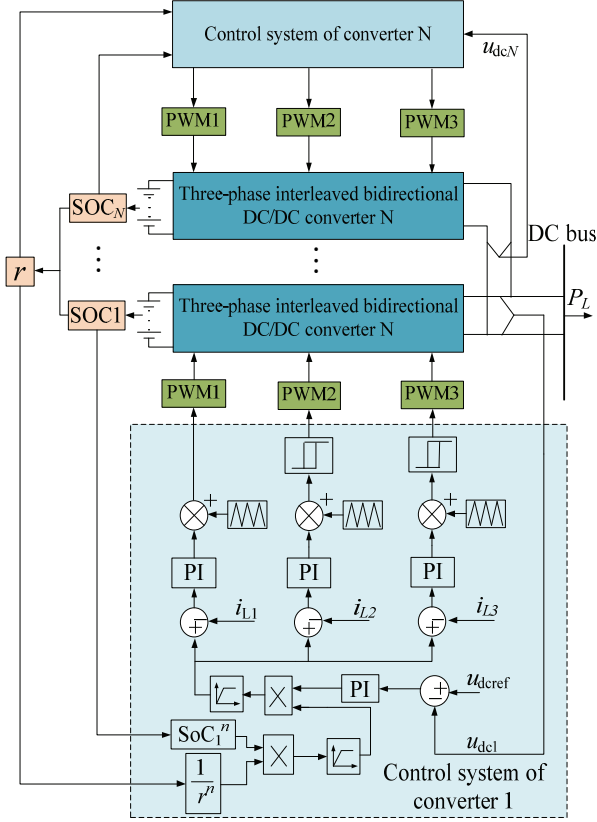 Control system of converter N
u_dcN
PWM1
PWM2
PWM3
Three-phase interleaved bidirectional
DC/DC converter N
SOC_N
DC bus
r
P_L
SOC1
Three-phase interleaved bidirectional
DC/DC converter N
PWM1
PWM2
PWM3
+
+
+
PI
PI
PI
i_L1
i_L2
i_L3
−
+
−
+
−
+
PI
−
+
u_dcref
SoC_1^n
u_dc1
1/r^n
Control system of
converter 1